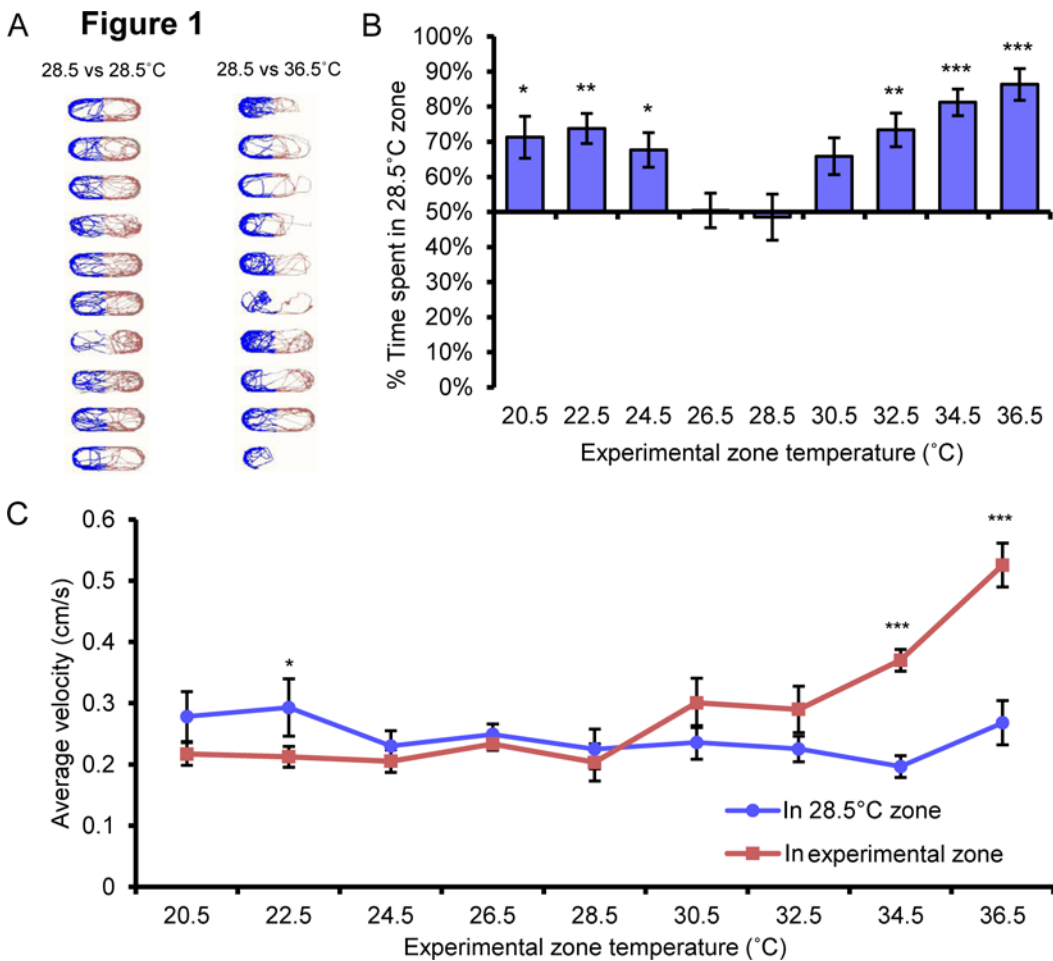 A
Figure 1
28.5 vs 28.5˚C
28.5 vs 36.5˚C
B
100%
90%
80%
70%
60%
50%
40%
30%
20%
10%
0%
% Time spent in 28.5˚C zone
*
**
*
**
***
***
20.5 22.5 24.5 26.5 28.5 30.5 32.5 34.5 36.5
Experimental zone temperature (˚C)
C
0.6
0.5
0.4
0.3
0.2
0.1
0
Average velocity (cm/s)
*
***
***
In 28.5°C zone
In experimental zone
20.5 22.5 24.5 26.5 28.5 30.5 32.5 34.5 36.5
Experimental zone temperature (˚C)